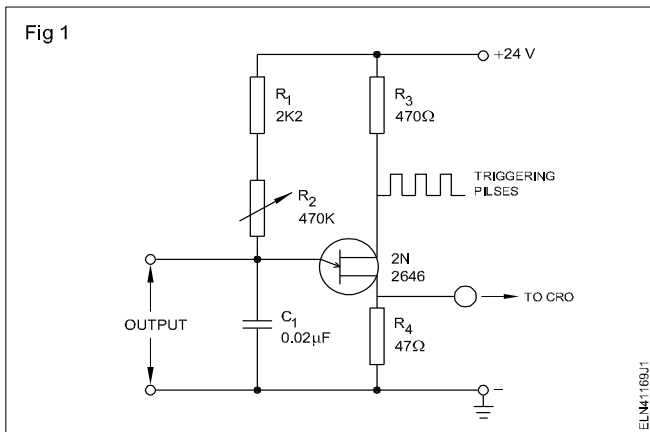 Fig 1
+24 V
R1
2K2
R3
470Ω
TRIGGERING
PILSES
R2
470K
2N
2646
TO CRO
OUTPUT
C1
0.02µF
R4
47Ω
–
ELN41169J1